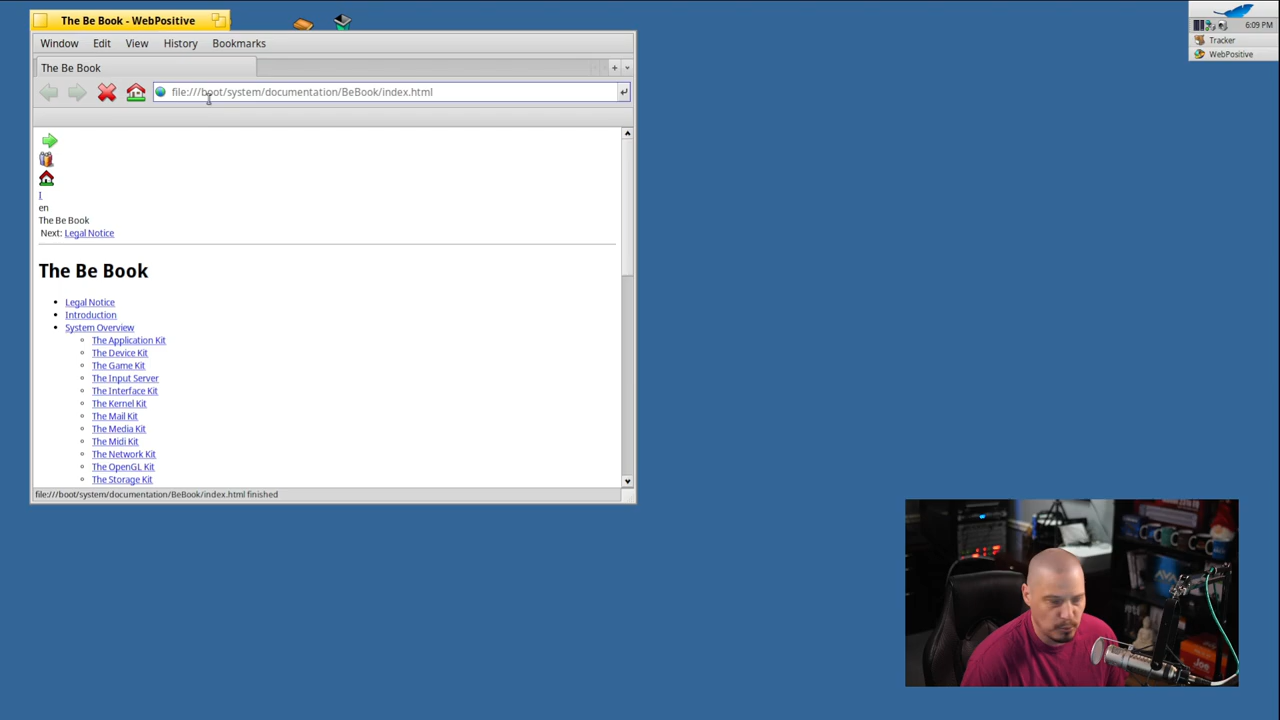 The Be Book - WebPositive
6:09 PM
Tracker
WebPositive
Window Edit View History Bookmarks
The Be Book
file:///boot/system/documentation/BeBook/index.html
I
en
The Be Book
Next: Legal Notice
The Be Book
Legal Notice
Introduction
System Overview
The Application Kit
The Device Kit
The Game Kit
The Input Server
The Interface Kit
The Kernel Kit
The Mail Kit
The Media Kit
The Midi Kit
The Network Kit
The OpenGL Kit
The Storage Kit
file:///boot/system/documentation/BeBook/index.html finished